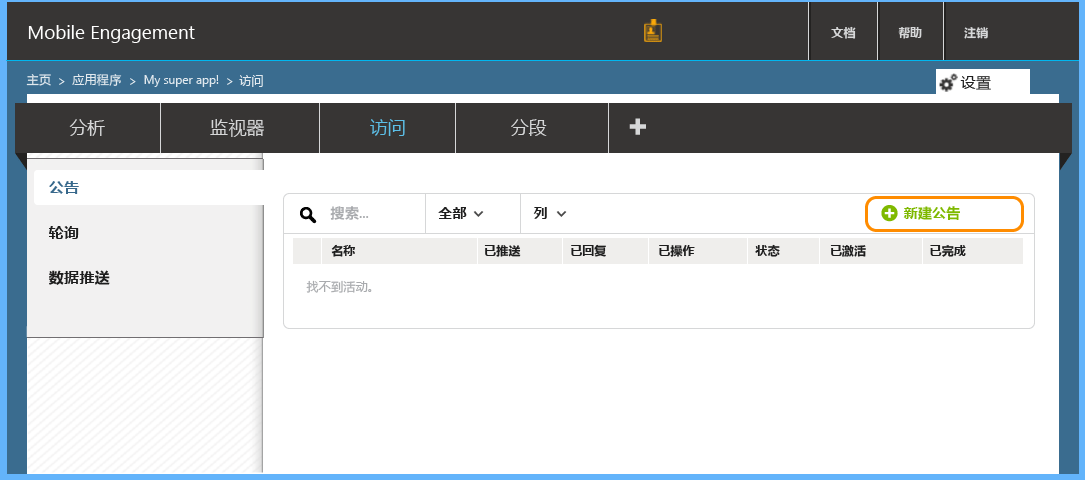 Mobile Engagement
文档
帮助
注销
主页 > 应用程序 > My super app! > 访问
设置
分析
监视器
访问
分段
公告
轮询
数据推送
搜索...
全部
列
新建公告
名称
已推送
已回复
已操作
状态
已激活
已完成
找不到活动。